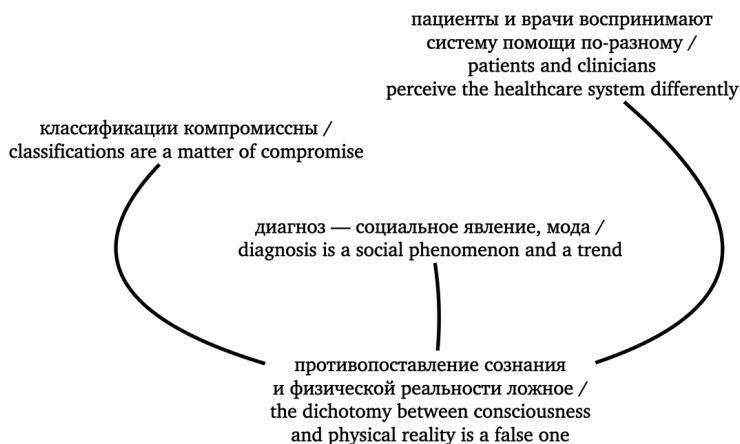 пациенты и врачи воспринимают
систему помощи по-разному /
patients and clinicians
perceive the healthcare system differently
классификации компромиссны /
classifications are a matter of compromise
диагноз — социальное явление, мода /
diagnosis is a social phenomenon and a trend
противопоставление сознания
и физической реальности ложное /
the dichotomy between consciousness
and physical reality is a false one